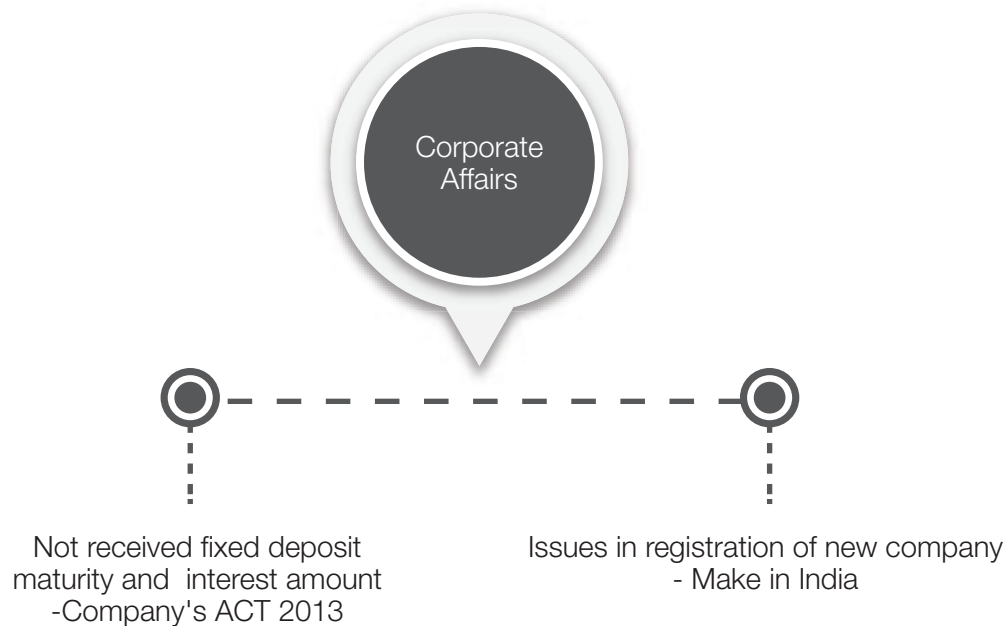 Corporate
Affairs
Not received fixed deposit
maturity and  interest amount
-Company's ACT 2013
Issues in registration of new company
- Make in India